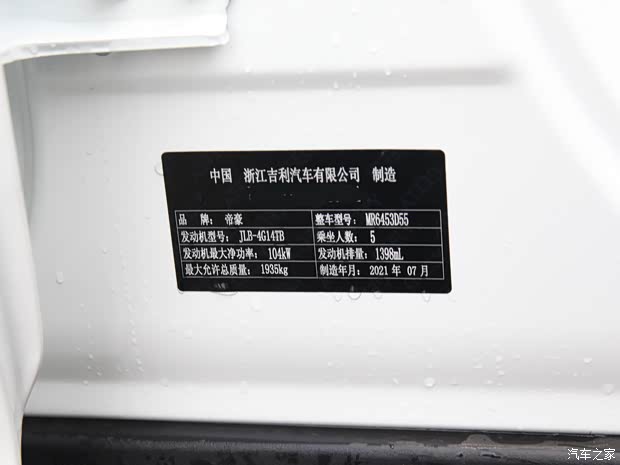 中国 浙江吉利汽车有限公司 制造
品 牌：帝豪 整车型号：MR6453D55
发动机型号：JLB-4G14TB 乘坐人数：5
发动机最大净功率：104kW 发动机排量：1398mL
最大允许总质量：1935kg 制造年月：2021 年 07 月
汽车之家